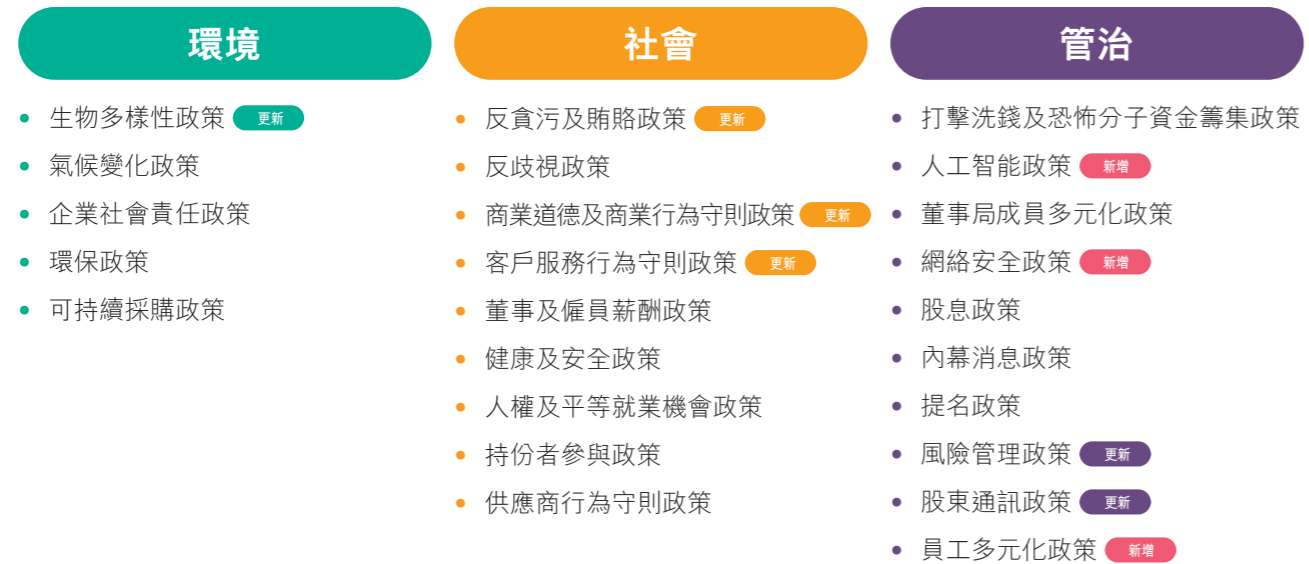 環境
生物多樣性政策 更新
氣候變化政策
企業社會責任政策
環保政策
可持續採購政策
社會
反貪污及賄賂政策 更新
反歧視政策
商業道德及商業行為守則政策 更新
客戶服務行為守則政策 更新
董事及僱員薪酬政策
健康及安全政策
人權及平等就業機會政策
持份者參與政策
供應商行為守則政策
管治
打擊洗錢及恐怖分子資金籌集政策
人工智能政策 新增
董事局成員多元化政策
網絡安全政策 新增
股息政策
內幕消息政策
提名政策
風險管理政策 更新
股東通訊政策 更新
員工多元化政策 新增